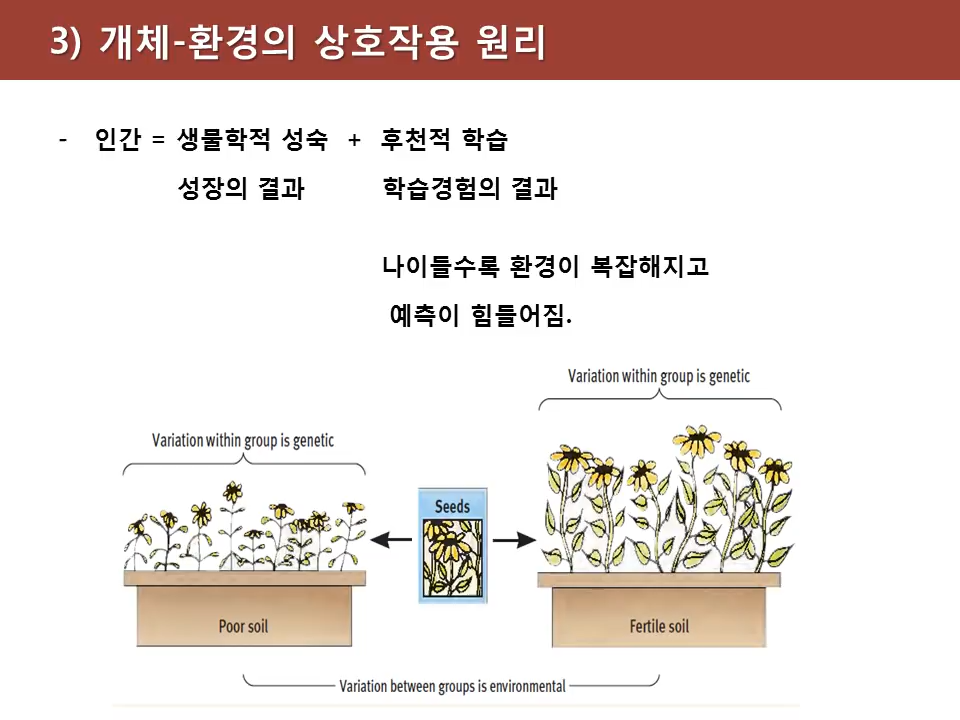 3) 개체-환경의 상호작용 원리
- 인간 = 생물학적 성숙 + 후천적 학습
성장의 결과 학습경험의 결과
나이들수록 환경이 복잡해지고
예측이 힘들어짐.
Variation within group is genetic
Variation within group is genetic
Seeds
Poor soil
Fertile soil
Variation between groups is environmental